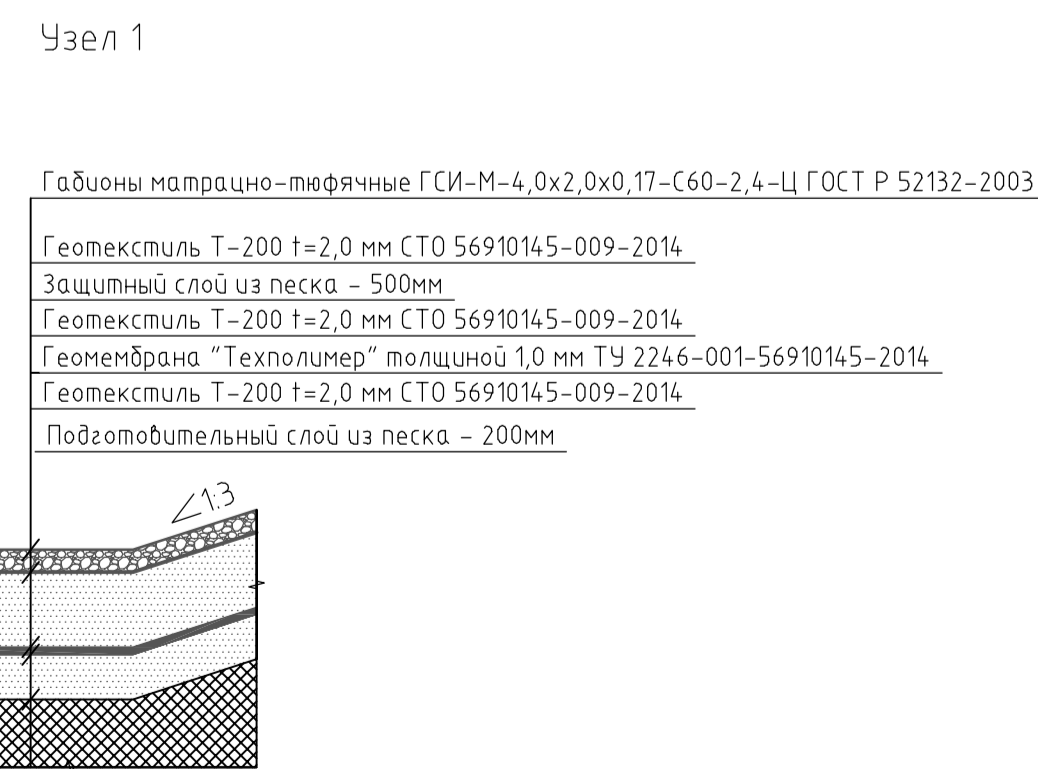 Узел 1
Габионы матрацно-тюфячные ГСИ-М-4,0х2,0х0,17-С60-2,4-Ц ГОСТ Р 52132-2003
Геотекстиль Т-200 t=2,0 мм СТО 56910145-009-2014
Защитный слой из песка - 500мм
Геотекстиль Т-200 t=2,0 мм СТО 56910145-009-2014
Геомембрана "Техполимер" толщиной 1,0 мм ТУ 2246-001-56910145-2014
Геотекстиль Т-200 t=2,0 мм СТО 56910145-009-2014
Подготовительный слой из песка - 200мм
∠1:3